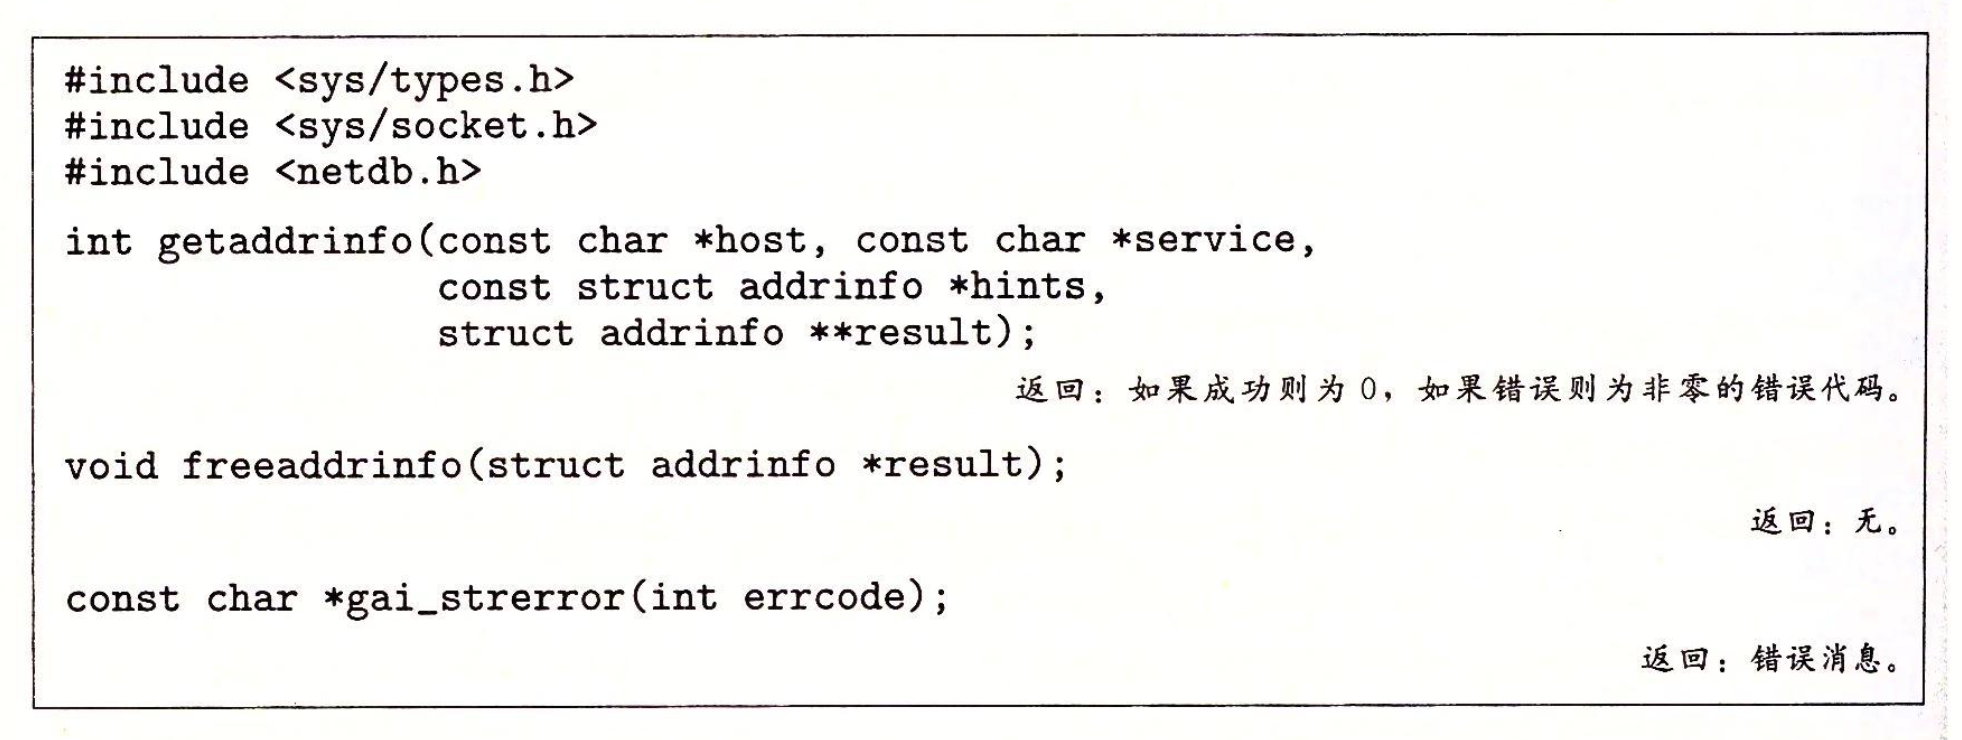 #include <sys/types.h>
#include <sys/socket.h>
#include <netdb.h>
int getaddrinfo(const char *host, const char *service,
const struct addrinfo *hints,
struct addrinfo **result);
返回：如果成功则为 0，如果错误则为非零的错误代码。
void freeaddrinfo(struct addrinfo *result);
返回：无。
const char *gai_strerror(int errcode);
返回：错误消息。